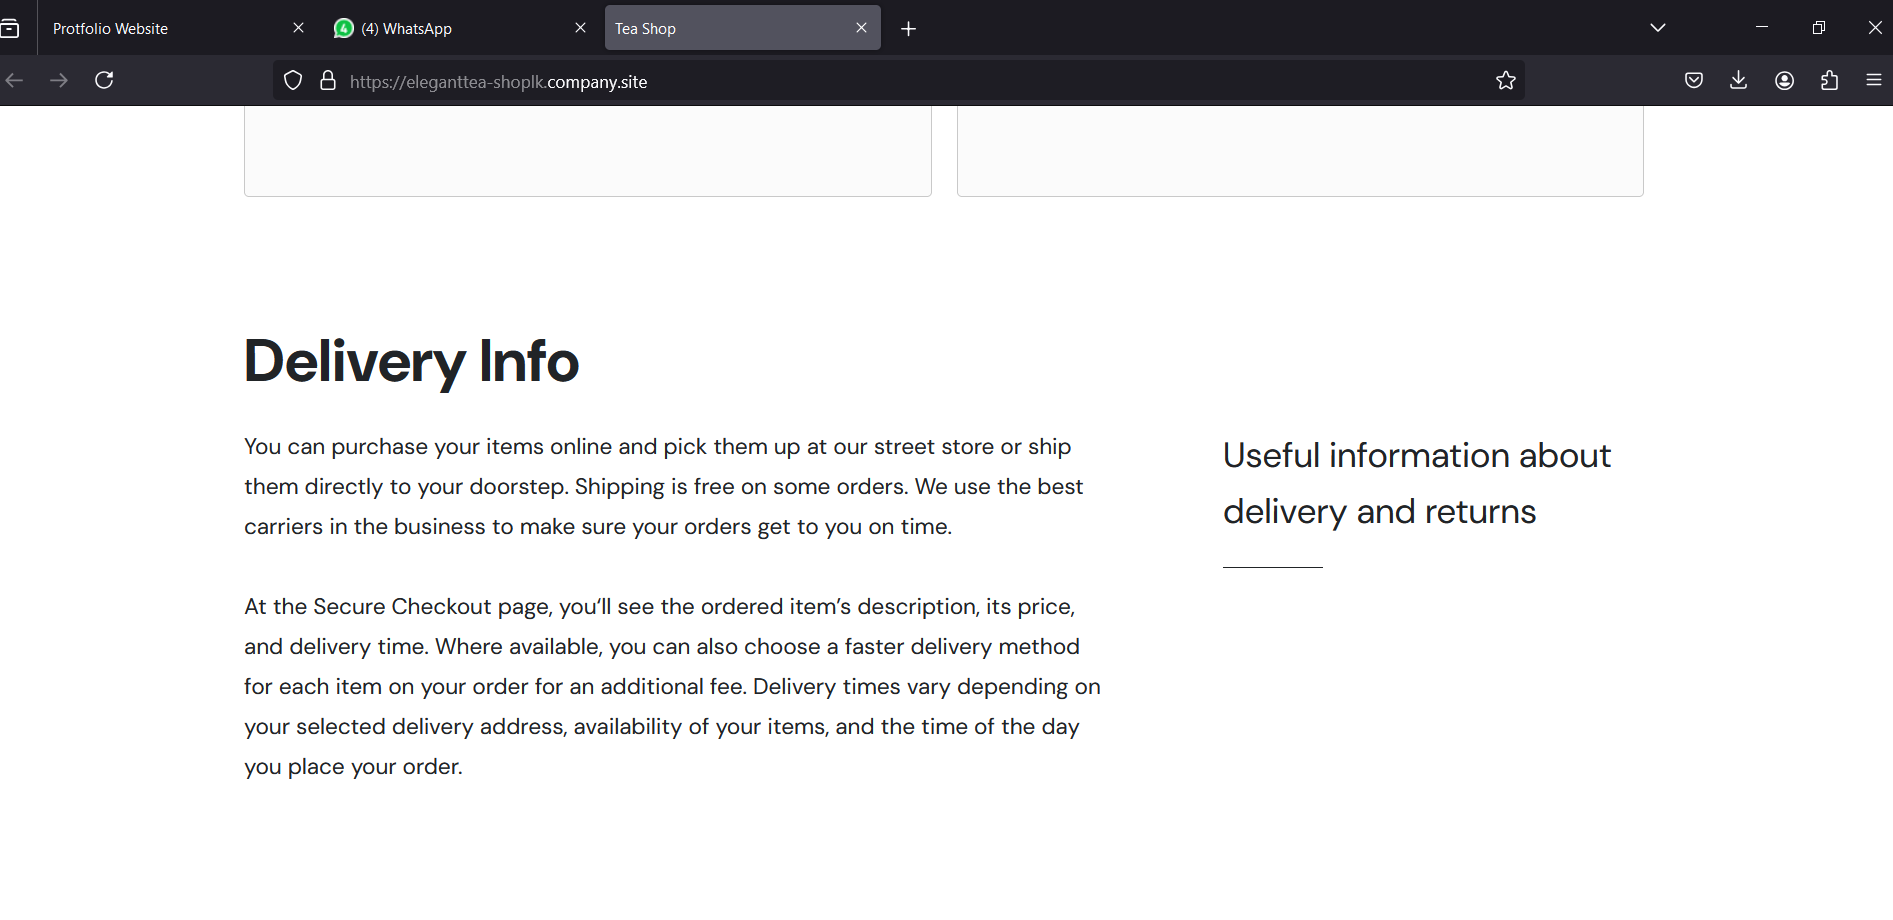 Protfolio Website
(4) WhatsApp
Tea Shop
https://eleganttea-shoplk.company.site
Delivery Info
You can purchase your items online and pick them up at our street store or ship
them directly to your doorstep. Shipping is free on some orders. We use the best
carriers in the business to make sure your orders get to you on time.
At the Secure Checkout page, you‘ll see the ordered item’s description, its price,
and delivery time. Where available, you can also choose a faster delivery method
for each item on your order for an additional fee. Delivery times vary depending on
your selected delivery address, availability of your items, and the time of the day
you place your order.
Useful information about
delivery and returns